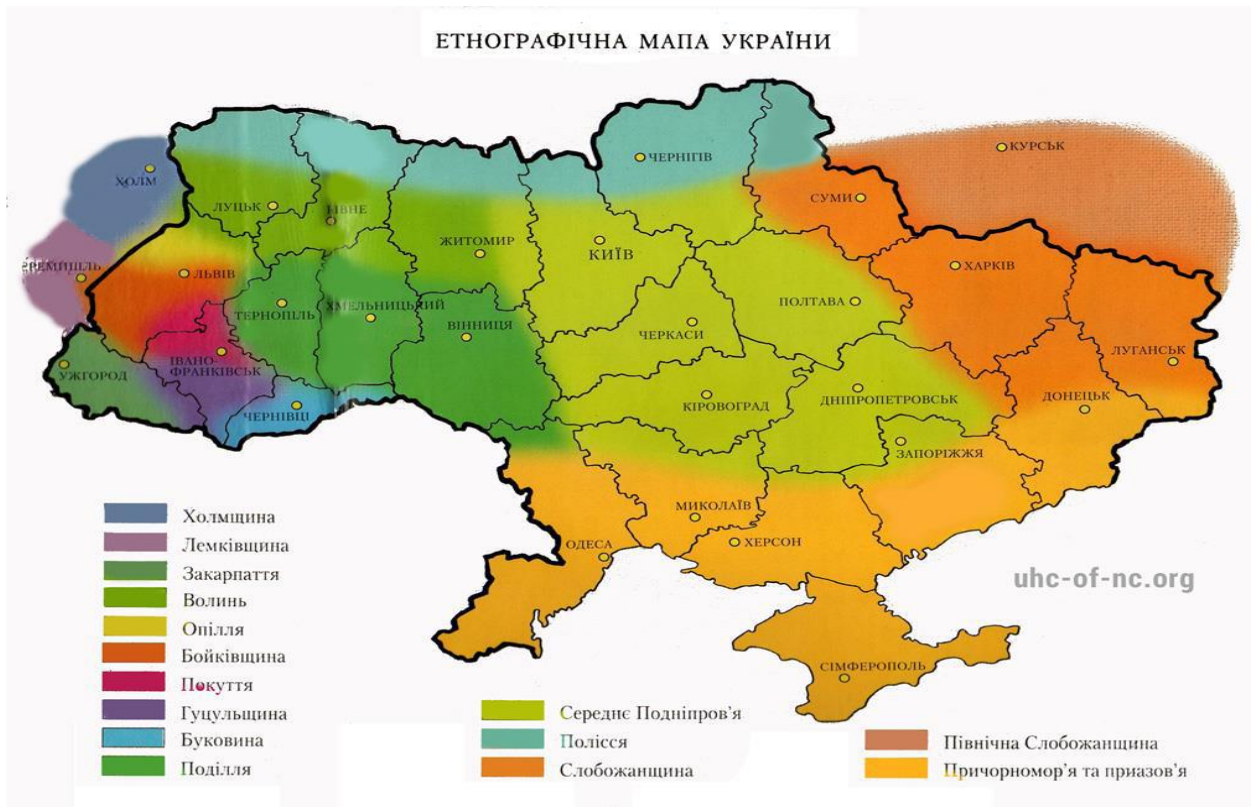 ЕТНОГРАФІЧНА МАПА УКРАЇНИ
ЧЕРНІГІВ
КУРСЬК
ХОЛМ
ЛУЦЬК
РІВНЕ
СУМИ
ЖИТОМИР
КИЇВ
РЕМИШЛЬ
ЛЬВІВ
ХАРКІВ
ТЕРНОПІЛЬ
ХМЕЛЬНИЦЬКИЙ
ВІННИЦЯ
ПОЛТАВА
ЧЕРКАСИ
ЛУГАНСЬК
УЖГОРОД
ІВАНО-
ФРАНКІВСЬК
ЧЕРНІВЦІ
КІРОВОГРАД
ДНІПРОПЕТРОВСЬК
ДОНЕЦЬК
ЗАПОРІЖЖЯ
МИКОЛАЇВ
ОДЕСА
ХЕРСОН
СІМФЕРОПОЛЬ
uhc-of-nc.org
Холмщина
Лемківщина
Закарпаття
Волинь
Опілля
Бойківщина
Покуття
Гуцульщина
Буковина
Поділля
Середнє Подніпров'я
Полісся
Слобожанщина
Північна Слобожанщина
Причорномор'я та приазов'я